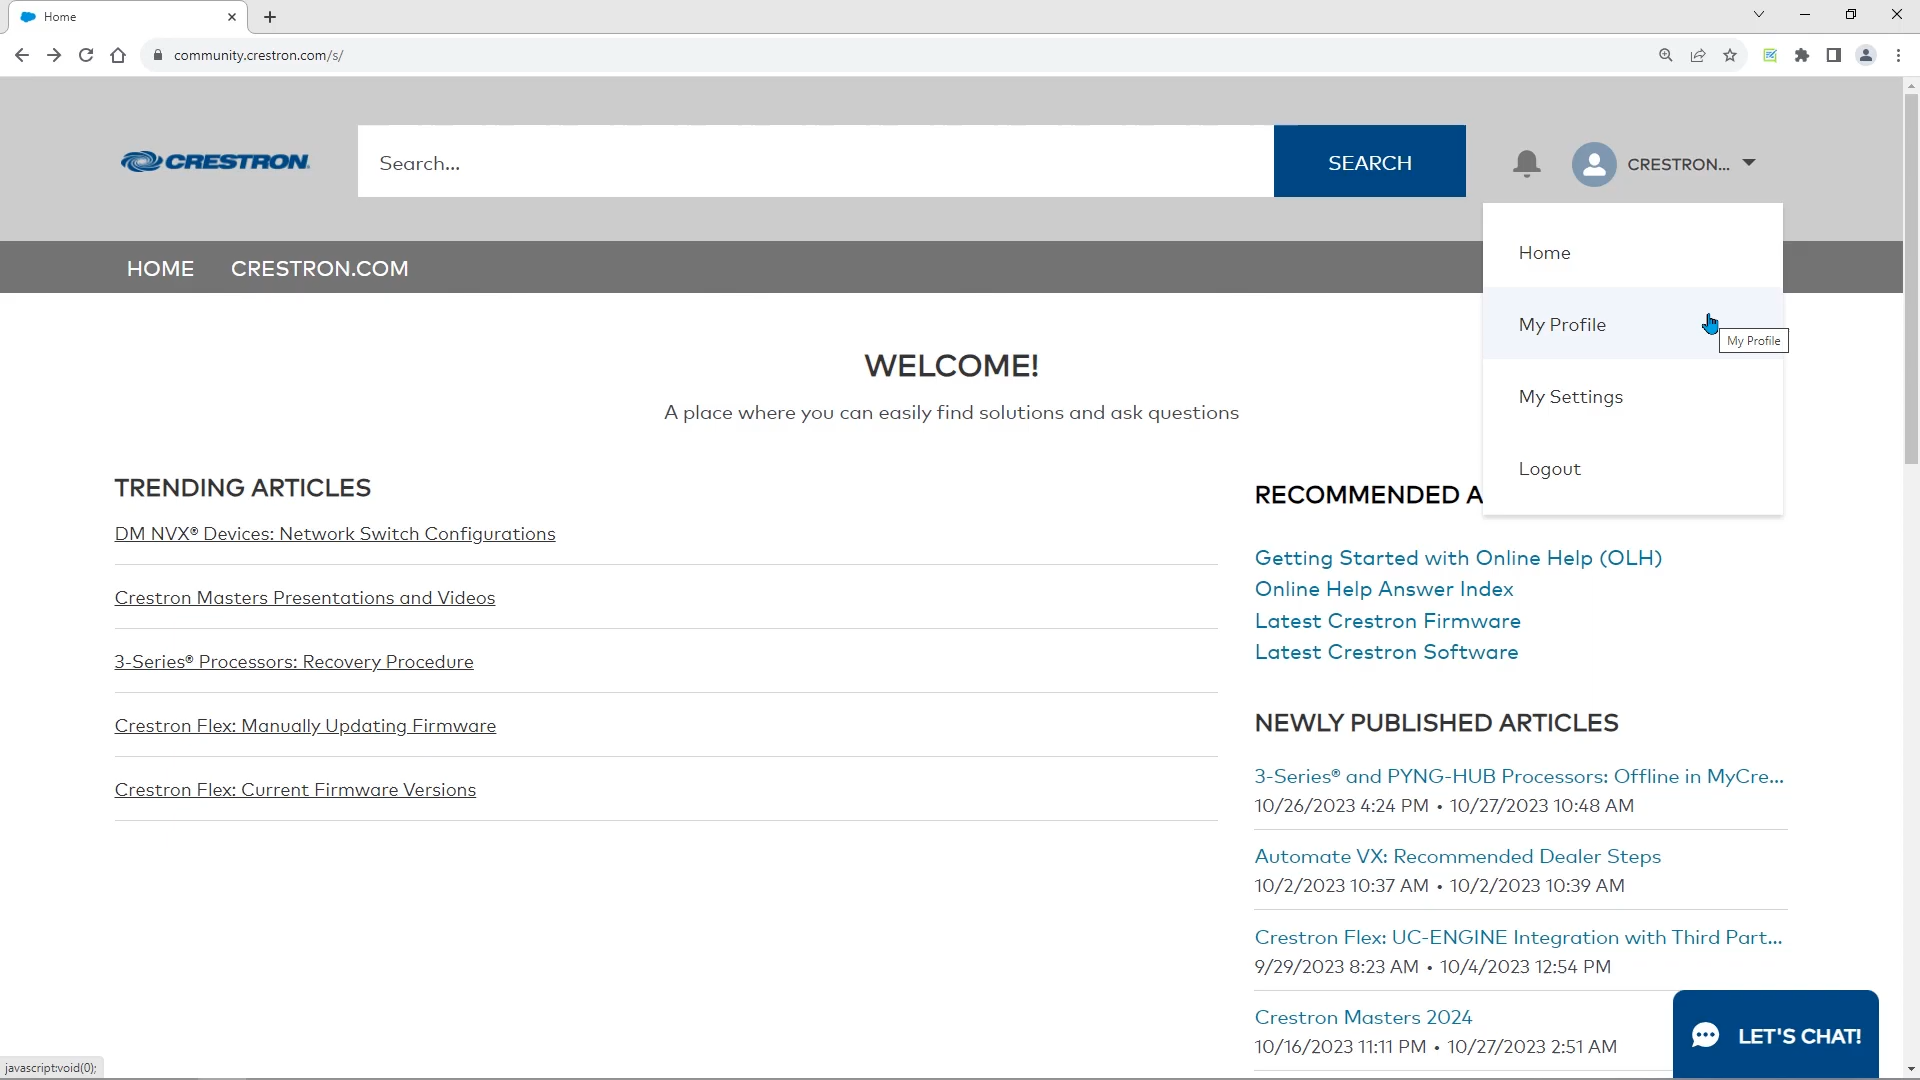 Home
community.crestron.com/s/
CRESTRON
Search...
SEARCH
CRESTRON...
HOME
CRESTRON.COM
Home
My Profile
My Profile
My Settings
Logout
WELCOME!
A place where you can easily find solutions and ask questions
TRENDING ARTICLES
DM NVX® Devices: Network Switch Configurations
Crestron Masters Presentations and Videos
3-Series® Processors: Recovery Procedure
Crestron Flex: Manually Updating Firmware
Crestron Flex: Current Firmware Versions
RECOMMENDED A
Getting Started with Online Help (OLH)
Online Help Answer Index
Latest Crestron Firmware
Latest Crestron Software
NEWLY PUBLISHED ARTICLES
3-Series® and PYNG-HUB Processors: Offline in MyCre...
10/26/2023 4:24 PM • 10/27/2023 10:48 AM
Automate VX: Recommended Dealer Steps
10/2/2023 10:37 AM • 10/2/2023 10:39 AM
Crestron Flex: UC-ENGINE Integration with Third Part...
9/29/2023 8:23 AM • 10/4/2023 12:54 PM
Crestron Masters 2024
10/16/2023 11:11 PM • 10/27/2023 2:51 AM
LET'S CHAT!
javascript:void(0);